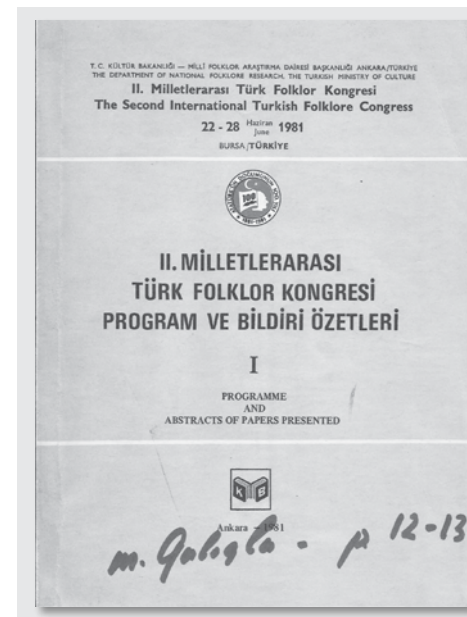 T. C. KÜLTÜR BAKANLIĞI — MİLLÎ FOLKLOR ARAŞTIRMA DAİRESİ BAŞKANLIĞI ANKARA/TÜRKİYE
THE DEPARTMENT OF NATIONAL FOLKLORE RESEARCH, THE TURKISH MINISTRY OF CULTURE
II. Milletlerarası Türk Folklor Kongresi
The Second International Turkish Folklore Congress
22 - 28 Haziran June 1981
BURSA/TÜRKİYE
100
II. MİLLETLERARASI
TÜRK FOLKLOR KONGRESİ
PROGRAM VE BİLDİRİ ÖZETLERİ
I
PROGRAMME
AND
ABSTRACTS OF PAPERS PRESENTED
K B
Ankara - 1981
m. - p 12-13